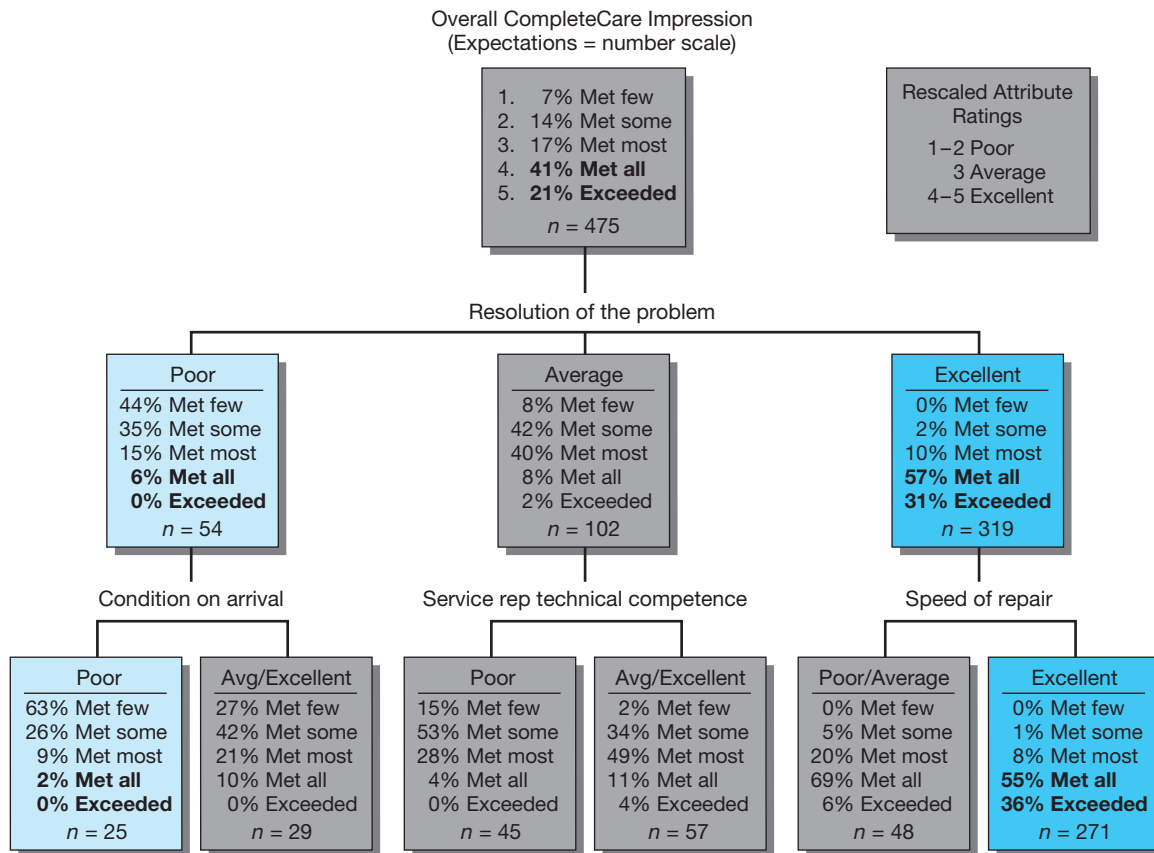 Overall CompleteCare Impression
(Expectations = number scale)
1. 7% Met few
2. 14% Met some
3. 17% Met most
4. 41% Met all
5. 21% Exceeded
n = 475
Rescaled Attribute
Ratings
1–2 Poor
3 Average
4–5 Excellent
Resolution of the problem
Poor
44% Met few
35% Met some
15% Met most
6% Met all
0% Exceeded
n = 54
Average
8% Met few
42% Met some
40% Met most
8% Met all
2% Exceeded
n = 102
Excellent
0% Met few
2% Met some
10% Met most
57% Met all
31% Exceeded
n = 319
Condition on arrival
Service rep technical competence
Speed of repair
Poor
63% Met few
26% Met some
9% Met most
2% Met all
0% Exceeded
n = 25
Avg/Excellent
27% Met few
42% Met some
21% Met most
10% Met all
0% Exceeded
n = 29
Poor
15% Met few
53% Met some
28% Met most
4% Met all
0% Exceeded
n = 45
Avg/Excellent
2% Met few
34% Met some
49% Met most
11% Met all
4% Exceeded
n = 57
Poor/Average
0% Met few
5% Met some
20% Met most
69% Met all
6% Exceeded
n = 48
Excellent
0% Met few
1% Met some
8% Met most
55% Met all
36% Exceeded
n = 271